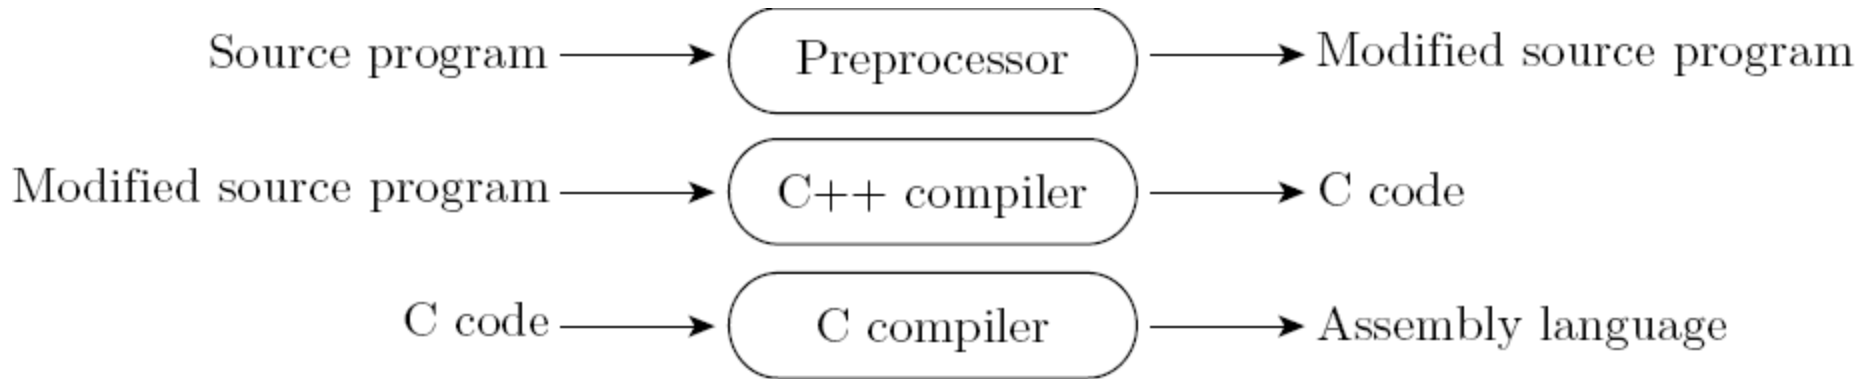 Source program Preprocessor Modified source program
Modified source program C++ compiler C code
C code C compiler Assembly language